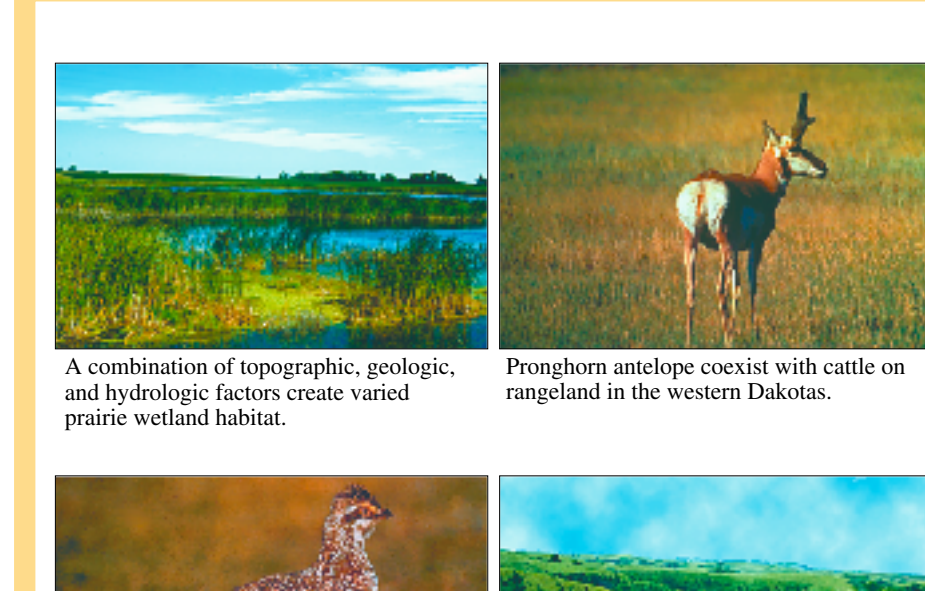 A combination of topographic, geologic,
and hydrologic factors create varied
prairie wetland habitat.
Pronghorn antelope coexist with cattle on
rangeland in the western Dakotas.